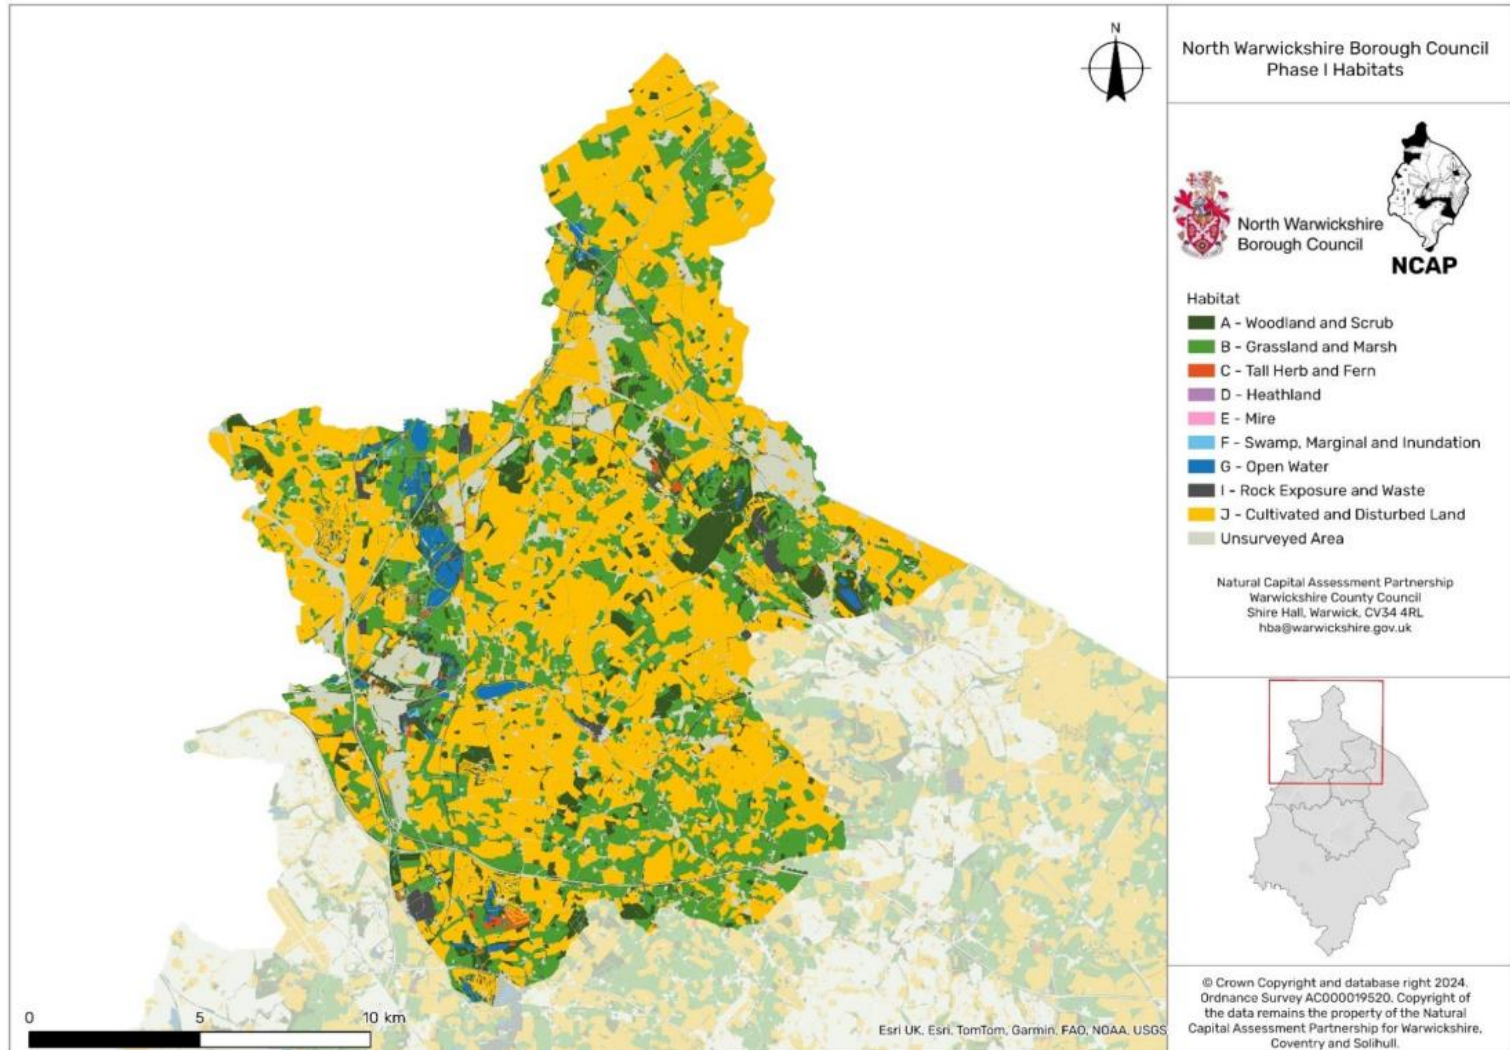 North Warwickshire Borough Council
Phase I Habitats
N
North Warwickshire
Borough Council
NCAP
Habitat
A - Woodland and Scrub
B - Grassland and Marsh
C - Tall Herb and Fern
D - Heathland
E - Mire
F - Swamp, Marginal and Inundation
G - Open Water
I - Rock Exposure and Waste
J - Cultivated and Disturbed Land
Unsurveyed Area
Natural Capital Assessment Partnership
Warwickshire County Council
Shire Hall, Warwick, CV34 4RL
hba@warwickshire.gov.uk
0 5 10 km
Esri UK, Esri, TomTom, Garmin, FAO, NOAA, USGS
© Crown Copyright and database right 2024.
Ordnance Survey AC000019520. Copyright of
the data remains the property of the Natural
Capital Assessment Partnership for Warwickshire,
Coventry and Solihull.